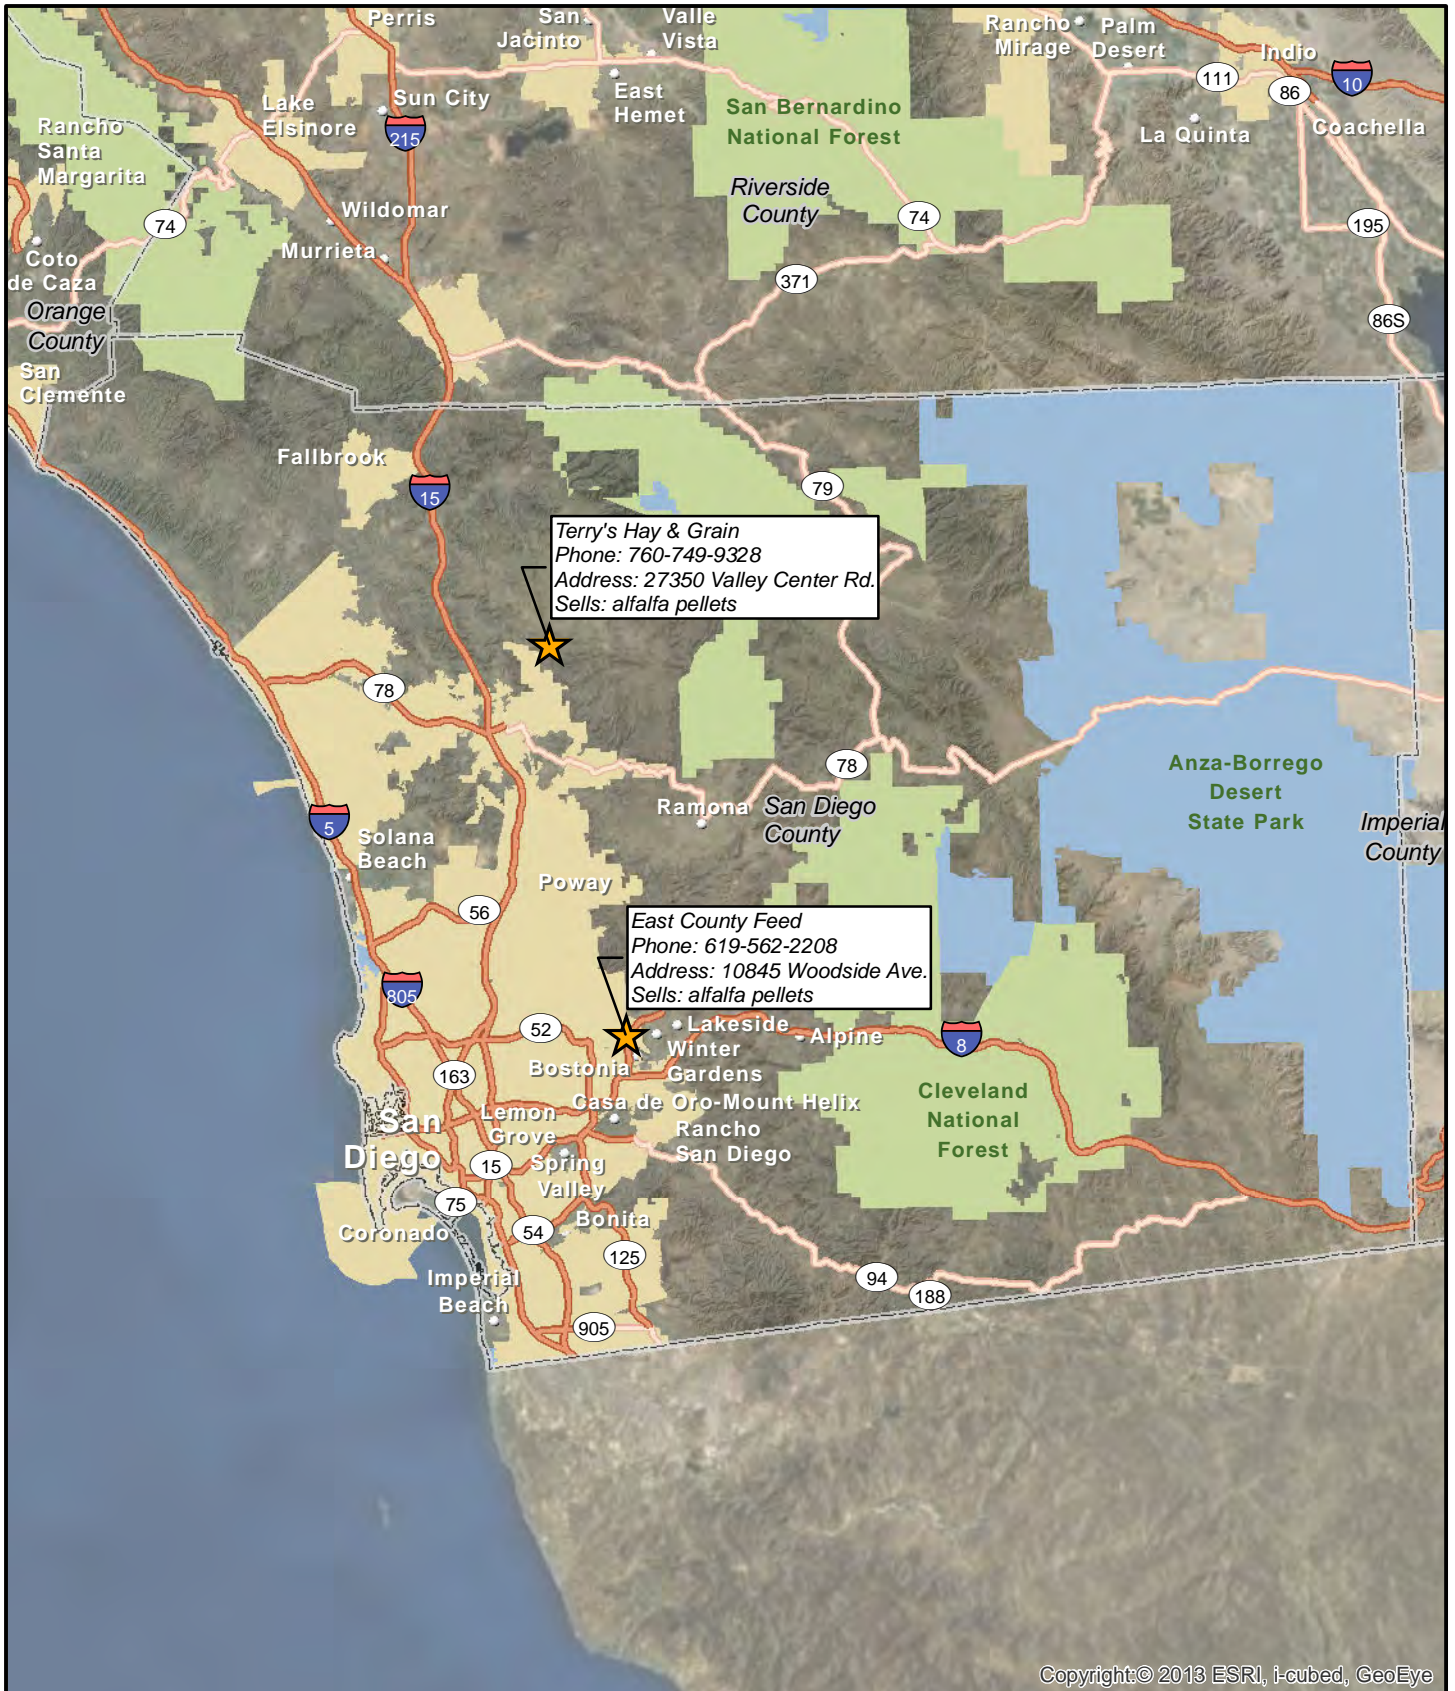 Perris
San
Jacinto
Valle
Vista
Rancho
Mirage
Palm
Desert
Indio
111
86
10
Lake
Elsinore
Sun City
215
East
Hemet
San Bernardino
National Forest
La Quinta
Coachella
Rancho
Santa
Margarita
Riverside
County
74
Wildomar
74
195
Murrieta
Coto
de Caza
371
Orange
County
86S
San
Clemente
Fallbrook
15
79
Terry's Hay & Grain
Phone: 760-749-9328
Address: 27350 Valley Center Rd.
Sells: alfalfa pellets
78
78
Anza-Borrego
Desert
State Park
Ramona
San Diego
County
Imperial
County
5
Solana
Beach
Poway
56
East County Feed
Phone: 619-562-2208
Address: 10845 Woodside Ave.
Sells: alfalfa pellets
805
52
Lakeside
Winter
Gardens
Alpine
8
Bostonia
163
Cleveland
National
Forest
Casa de Oro-Mount Helix
Lemon
Grove
San
Diego
Rancho
San Diego
15
Spring
Valley
75
Coronado
54
Bonita
125
Imperial
Beach
94
188
905
Copyright:© 2013 ESRI, i-cubed, GeoEye